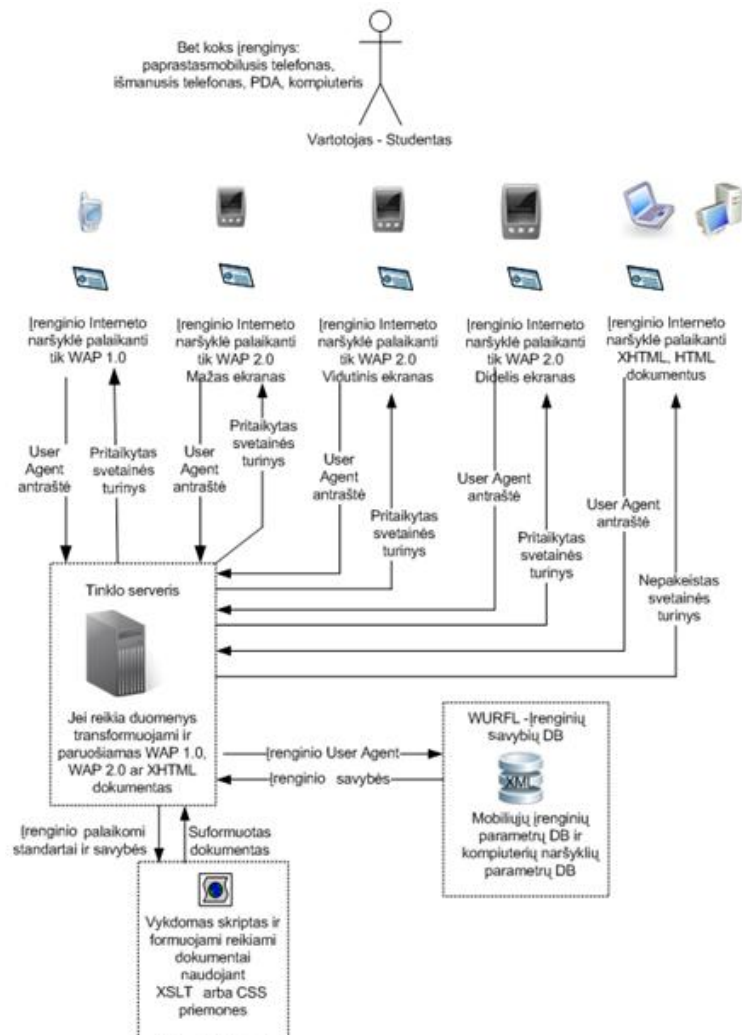 Bet koks įrenginys:
paprastasmobilusis telefonas,
išmanusis telefonas, PDA, kompiuteris
Vartotojas - Studentas
Įrenginio Interneto
naršyklė palaikanti
tik WAP 1.0
Įrenginio Interneto
naršyklė palaikanti
tik WAP 2.0
Mažas ekranas
Įrenginio Interneto
naršyklė palaikanti
tik WAP 2.0
Vidutinis ekranas
Įrenginio Interneto
naršyklė palaikanti
tik WAP 2.0
Didelis ekranas
Įrenginio Interneto
naršyklė palaikanti
XHTML, HTML
dokumentus
User
Agent
antraštė
Pritaikytas
svetainės
turinys
User
Agent
antraštė
Pritaikytas
svetainės
turinys
User
Agent
antraštė
Pritaikytas
svetainės
turinys
User Agent
antraštė
Pritaikytas
svetainės
turinys
User Agent
antraštė
Nepakeistas
svetainės
turinys
Tinklo serveris
Jei reikia duomenys
transformuojami ir
paruošiamas WAP 1.0,
WAP 2.0 ar XHTML
dokumentas
Įrenginio User Agent
Įrenginio savybės
WURFL -Įrenginių
savybių DB
XML
Mobiliųjų įrenginių
parametrų DB ir
kompiuterių naršyklių
parametrų DB
Įrenginio palaikomi
standartai ir savybės
Suformuotas
dokumentas
Vykdomas skriptas ir
formuojami reikiami
dokumentai
naudojant
XSLT arba CSS
priemones